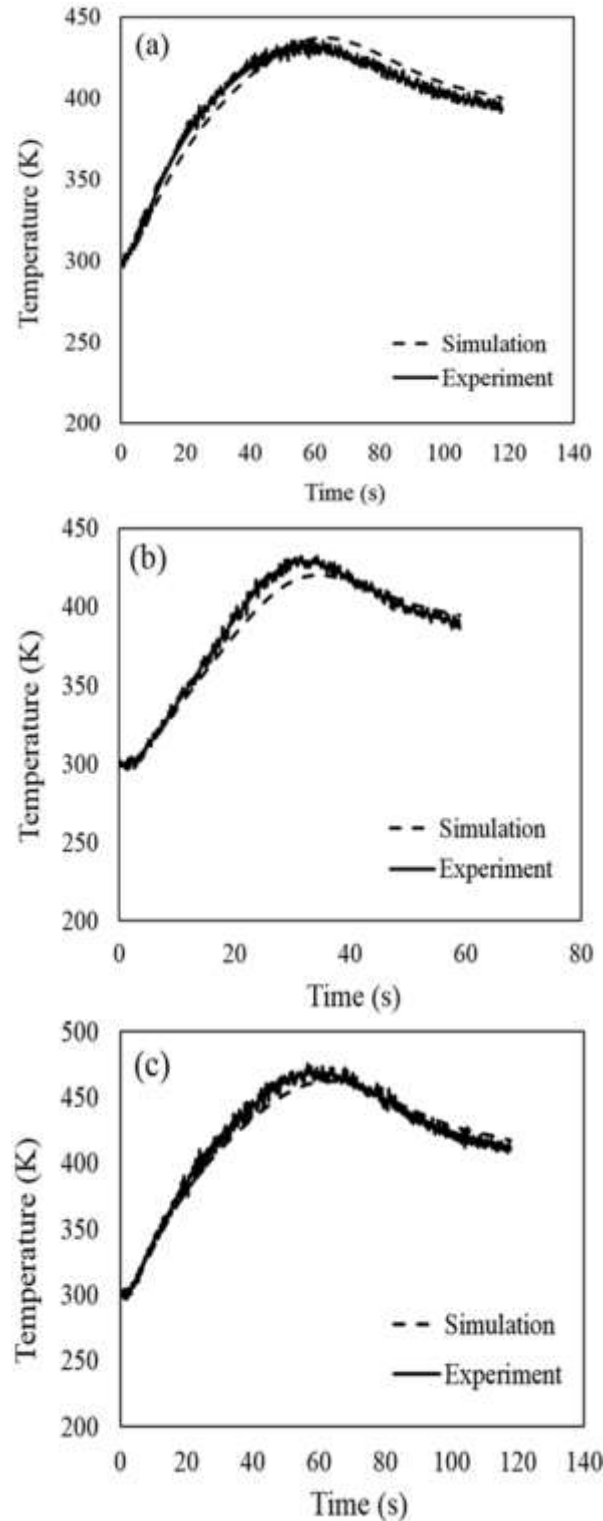 (a)
450
400
350
300
250
200
Temperature (K)
Simulation
Experiment
0 20 40 60 80 100 120 140
Time (s)
(b)
450
400
350
300
250
200
Temperature (K)
Simulation
Experiment
0 20 40 60 80
Time (s)
(c)
500
450
400
350
300
250
200
Temperature (K)
Simulation
Experiment
0 20 40 60 80 100 120 140
Time (s)